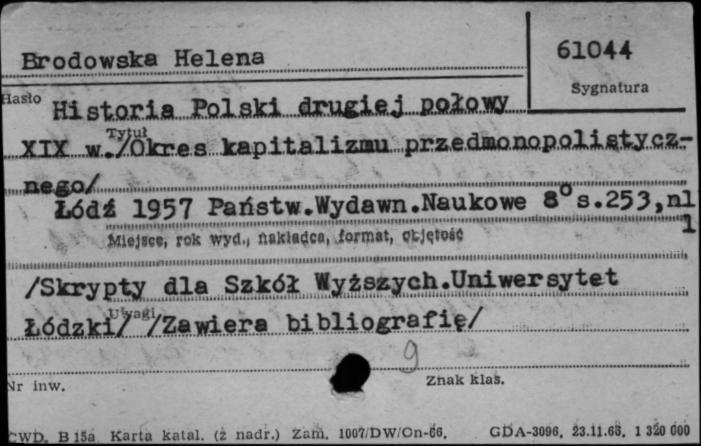 Brodowska Helena
61044
Sygnatura
Hasło
Historia Polski drugiej połowy
Tytuł
XIX w./Okres kapitalizmu przedmonopolistycz-
nego/
Łódź 1957 Państw.Wydawn.Naukowe 8° s.253,nl
1
Miejsce, rok wyd., nakładca, format, objętość
/Skrypty dla Szkół Wyższych.Uniwersytet
Uwagi
Łódzki/ /Zawiera bibliografię/
9
Nr inw.
Znak klas.
CWD. B 15a Karta katal. (z nadr.) Zam. 1007/DW/On-66. GDA-3096, 23.11.63, 1 320 000